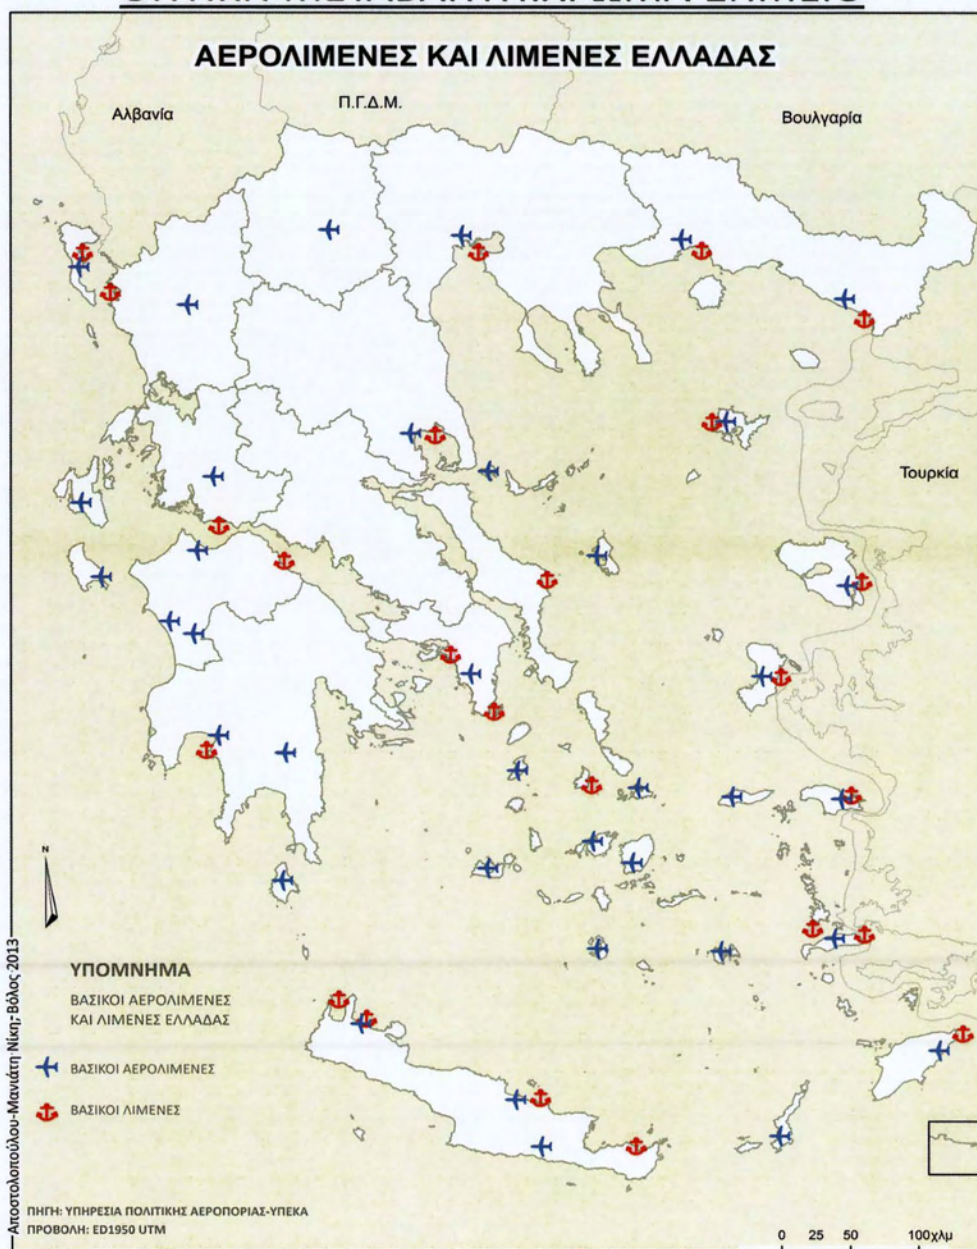 ΑΕΡΟΛΙΜΕΝΕΣ ΚΑΙ ΛΙΜΕΝΕΣ ΕΛΛΑΔΑΣ
Αλβανία
Π.Γ.Δ.Μ.
Βουλγαρία
Τουρκία
N
ΥΠΟΜΝΗΜΑ
ΒΑΣΙΚΟΙ ΑΕΡΟΛΙΜΕΝΕΣ
ΚΑΙ ΛΙΜΕΝΕΣ ΕΛΛΑΔΑΣ
ΒΑΣΙΚΟΙ ΑΕΡΟΛΙΜΕΝΕΣ
ΒΑΣΙΚΟΙ ΛΙΜΕΝΕΣ
Αποστολοπούλου-Μανιάτη Νίκη, Βόλος 2013
ΠΗΓΗ: ΥΠΗΡΕΣΙΑ ΠΟΛΙΤΙΚΗΣ ΑΕΡΟΠΟΡΙΑΣ-ΥΠΕΚΑ
ΠΡΟΒΟΛΗ: ED1950 UTM
0 25 50 100χλμ